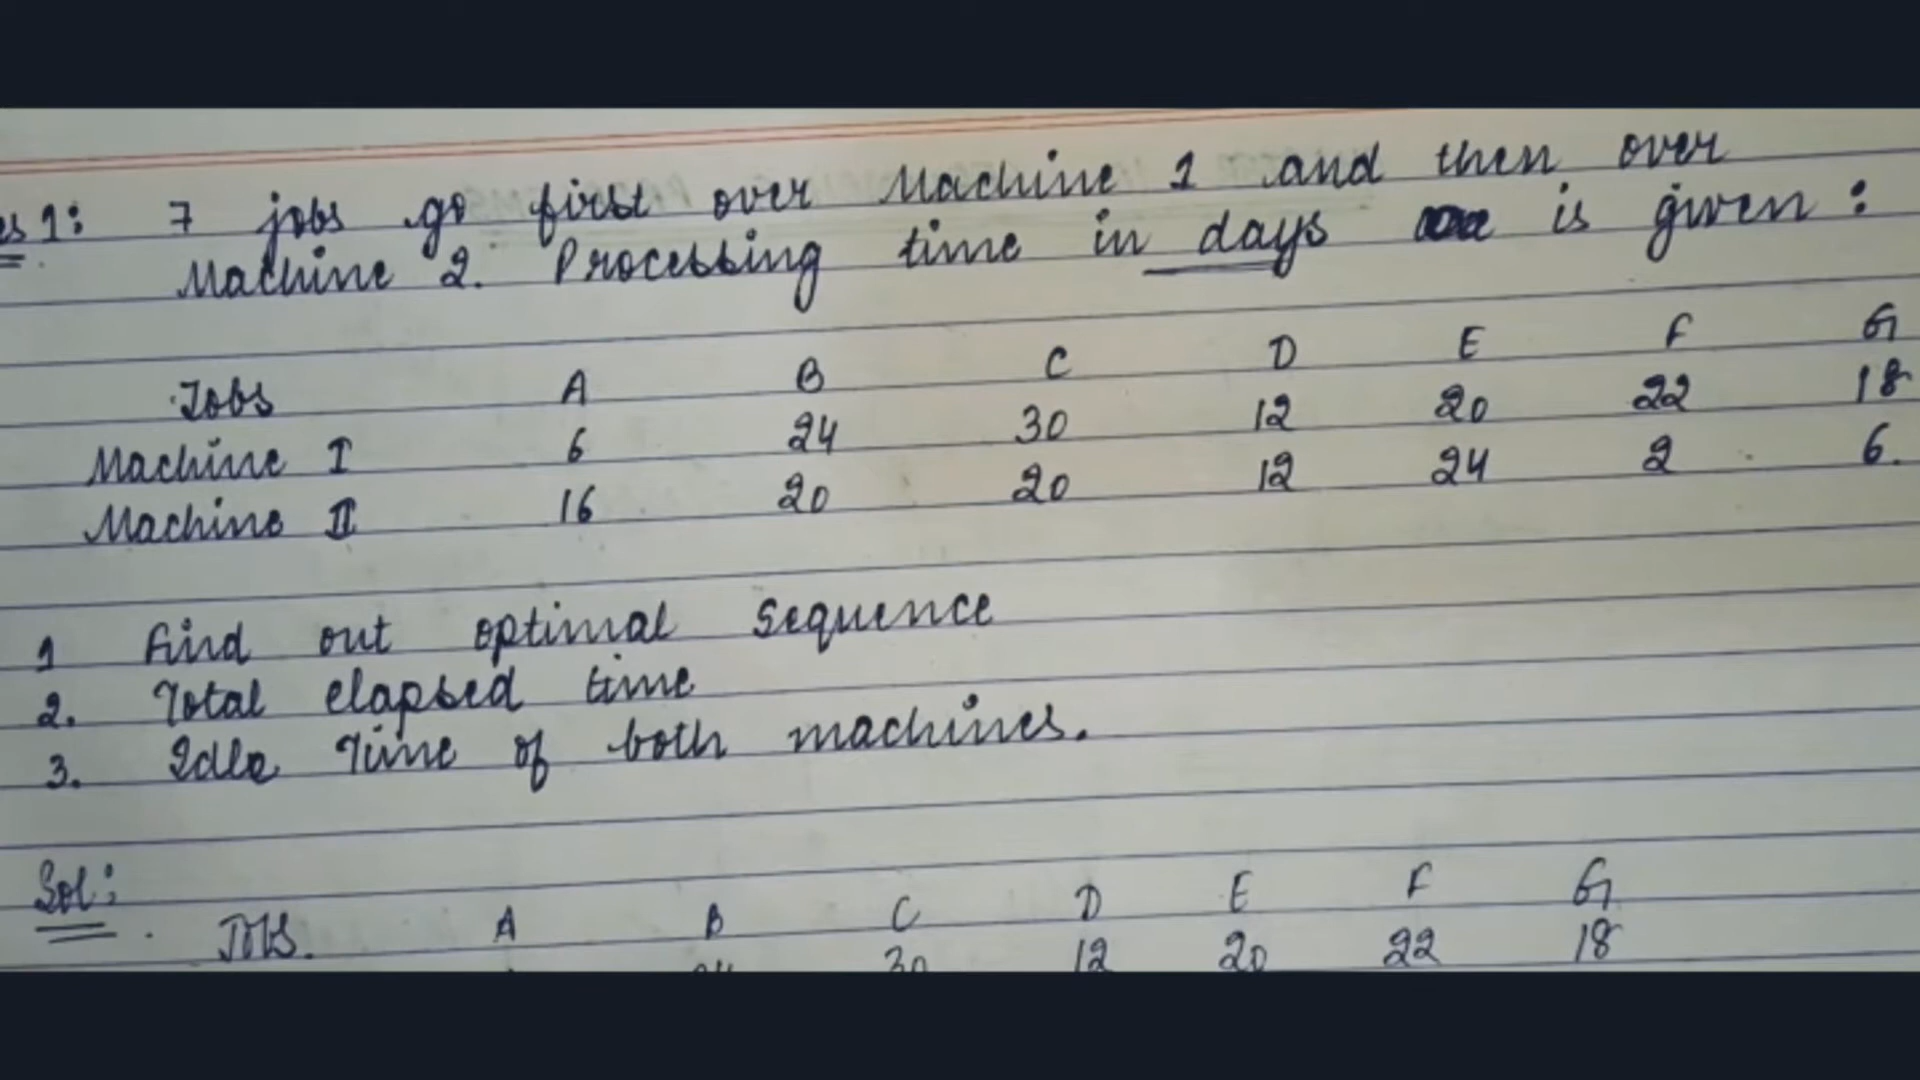 es 1: 7 jobs go first over Machine 1 and then over
Machine 2. Processing time in days is given:
Jobs A B C D E F G
Machine I 6 24 30 12 20 22 18
Machine II 16 20 20 12 24 2 6.
1 Find out optimal sequence
2. Total elapsed time
3. Idle Time of both machines.
Sol:
Jobs. A B C D E F G
30 12 20 22 18